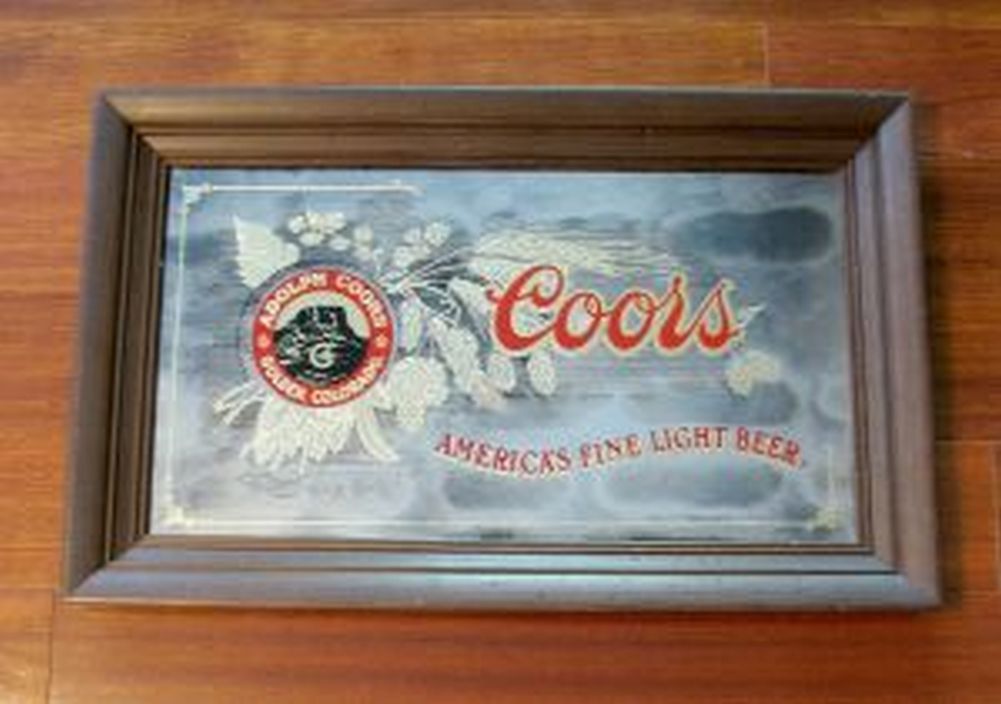 ADOLPH COORS
GOLDEN COLORADO
Coors
AMERICA'S FINE LIGHT BEER.